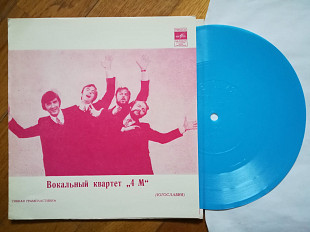 Вокальный квартет „4 М"
(ЮГОСЛАВИЯ)
ГИБКАЯ ГРАМПЛАСТИНКА